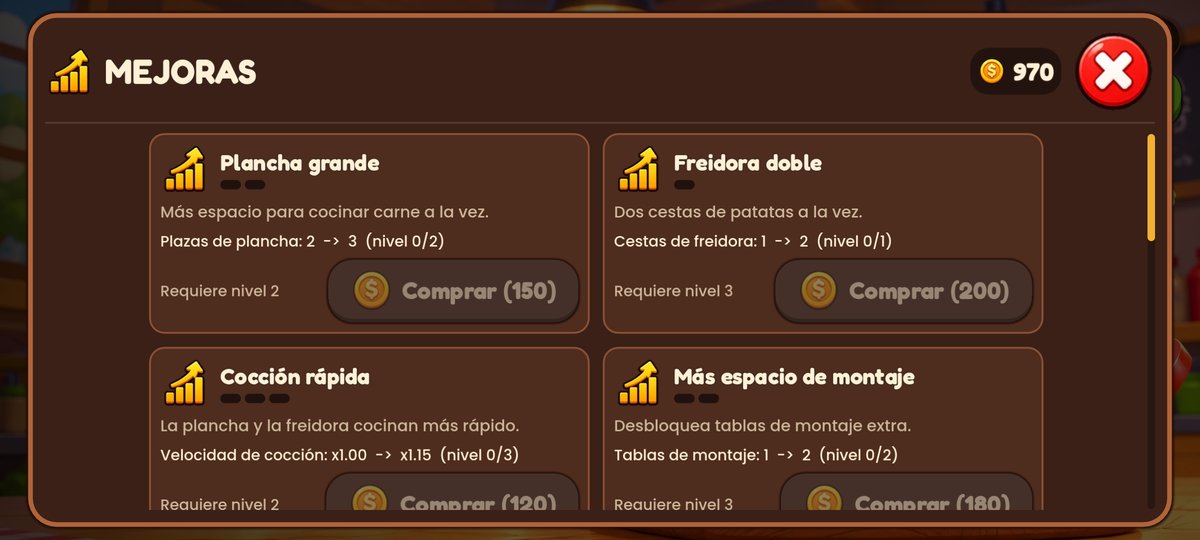 MEJORAS
970
Plancha grande
Más espacio para cocinar carne a la vez.
Plazas de plancha: 2 -> 3 (nivel 0/2)
Requiere nivel 2
Comprar (150)
Freidora doble
Dos cestas de patatas a la vez.
Cestas de freidora: 1 -> 2 (nivel 0/1)
Requiere nivel 3
Comprar (200)
Cocción rápida
La plancha y la freidora cocinan más rápido.
Velocidad de cocción: x1.00 -> x1.15 (nivel 0/3)
Requiere nivel 2
Comprar (120)
Más espacio de montaje
Desbloquea tablas de montaje extra.
Tablas de montaje: 1 -> 2 (nivel 0/2)
Requiere nivel 3
Comprar (180)